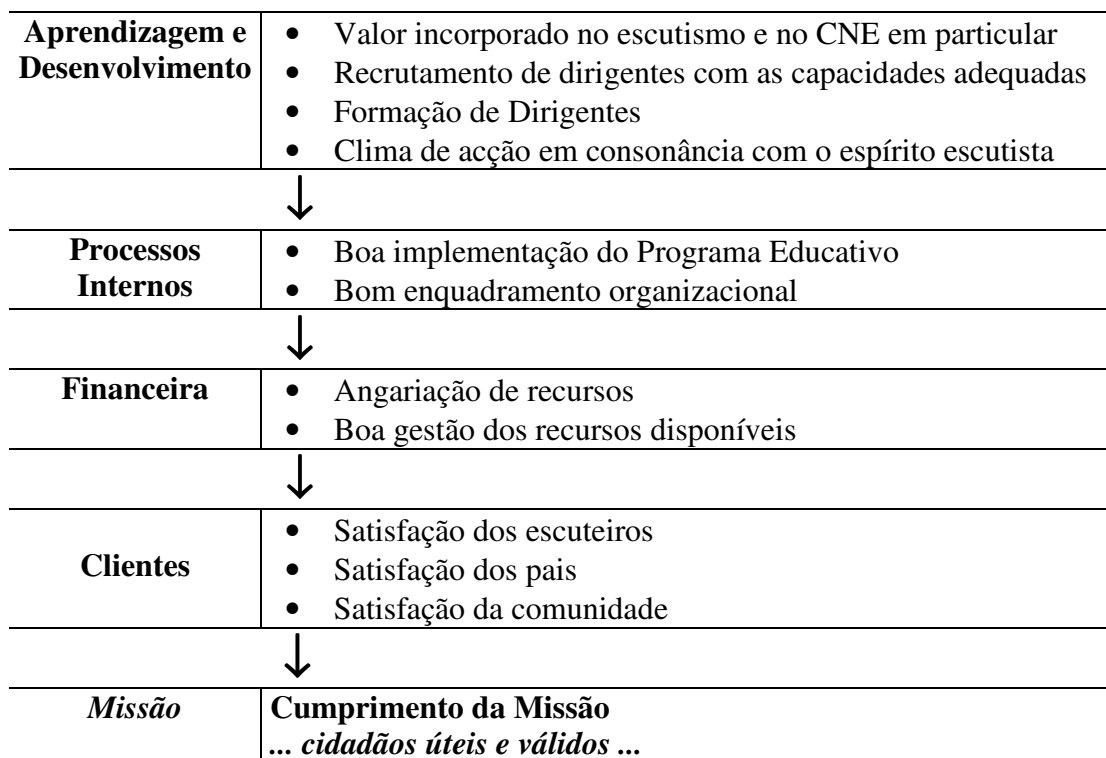 Aprendizagem e
Desenvolvimento
• Valor incorporado no escutismo e no CNE em particular
• Recrutamento de dirigentes com as capacidades adequadas
• Formação de Dirigentes
• Clima de acção em consonância com o espírito escutista
↓
Processos
Internos
• Boa implementação do Programa Educativo
• Bom enquadramento organizacional
↓
Financeira
• Angariação de recursos
• Boa gestão dos recursos disponíveis
↓
Clientes
• Satisfação dos escuteiros
• Satisfação dos pais
• Satisfação da comunidade
↓
Missão
Cumprimento da Missão
... cidadãos úteis e válidos ...